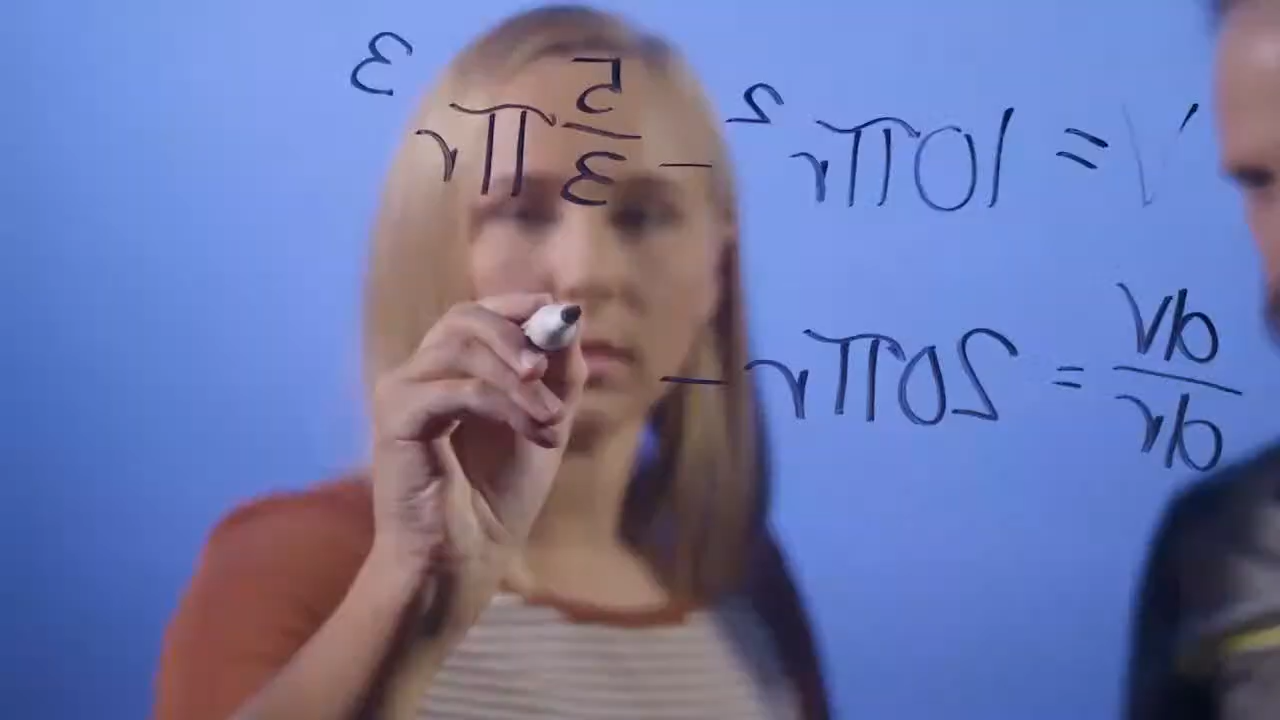 V = 10πr² - 5/3 πr³
dV/dr = 20πr -